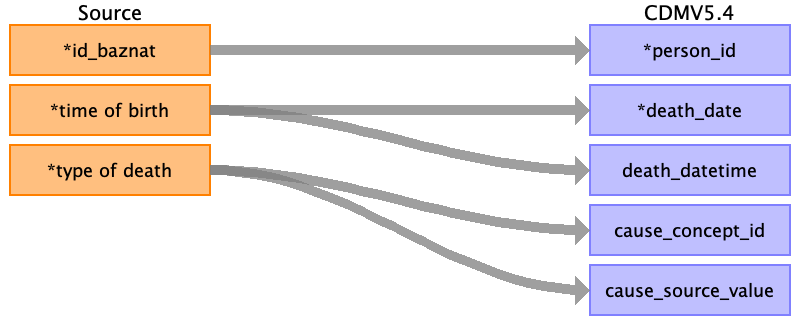 Source CDMV5.4
*id_baznat *person_id
*time of birth *death_date
*type of death death_datetime
cause_concept_id
cause_source_value